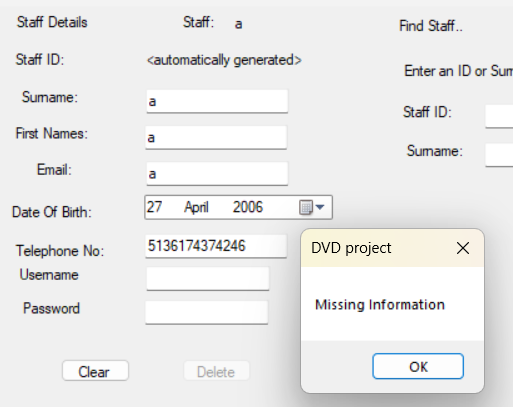 Staff Details Staff: a Find Staff..
Staff ID: <automatically generated> Enter an ID or
Surname: a Staff ID:
First Names: a Surname:
Email: a
Date Of Birth: 27 April 2006
Telephone No: 5136174374246
Username
Password
Clear Delete
DVD project
Missing Information
OK